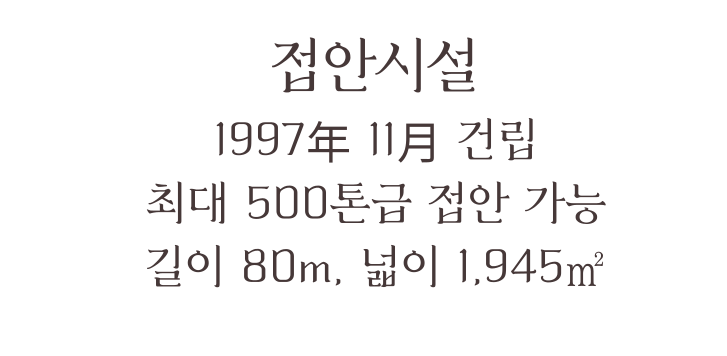 접안시설
1997年 11月 건립
최대 500톤급 접안 가능
길이 80m, 넓이 1,945㎡